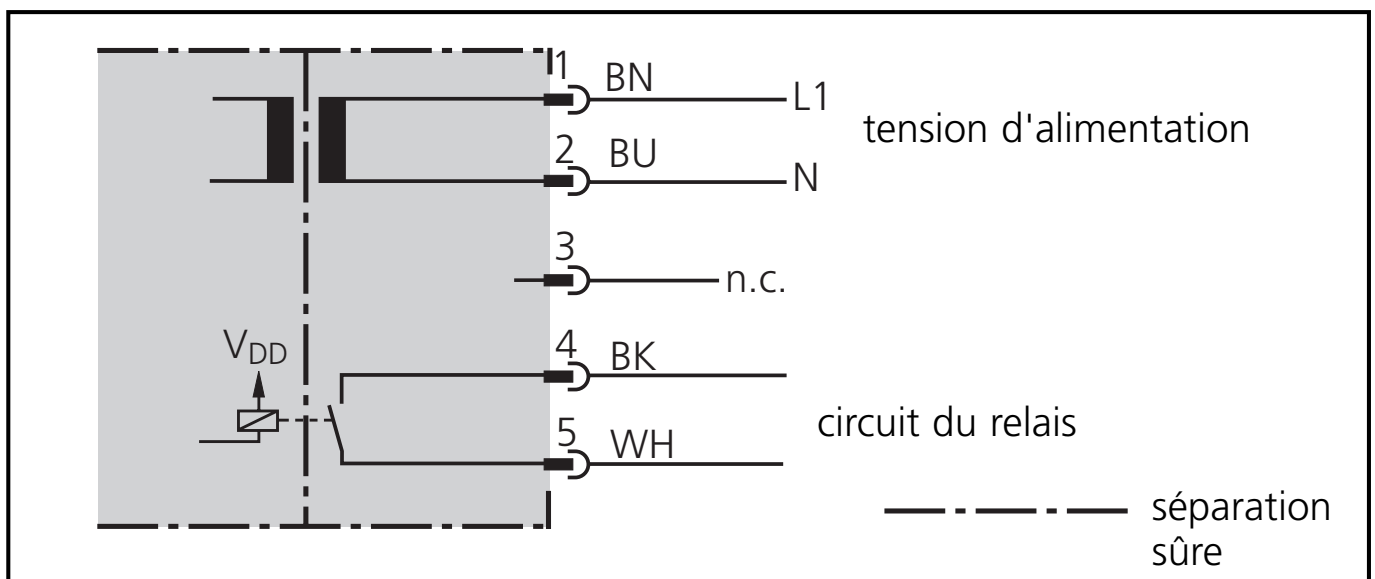 1 BN L1
tension d'alimentation
2 BU N
3 n.c.
VDD
4 BK
circuit du relais
5 WH
séparation
sûre